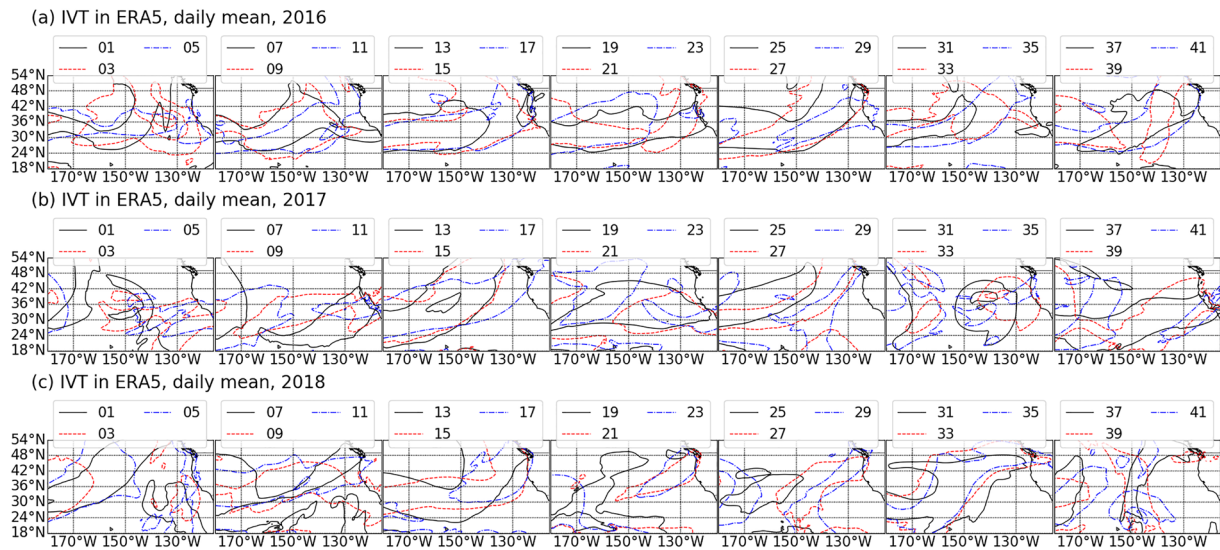 (a) IVT in ERA5, daily mean, 2016
01 05 07 11 13 17 19 23 25 29 31 35 37 41
03 09 15 21 27 33 39
54°N
48°N
42°N
36°N
30°N
24°N
18°N
170°W 150°W 130°W 170°W 150°W 130°W 170°W 150°W 130°W 170°W 150°W 130°W 170°W 150°W 130°W 170°W 150°W 130°W 170°W 150°W 130°W
(b) IVT in ERA5, daily mean, 2017
01 05 07 11 13 17 19 23 25 29 31 35 37 41
03 09 15 21 27 33 39
54°N
48°N
42°N
36°N
30°N
24°N
18°N
170°W 150°W 130°W 170°W 150°W 130°W 170°W 150°W 130°W 170°W 150°W 130°W 170°W 150°W 130°W 170°W 150°W 130°W 170°W 150°W 130°W
(c) IVT in ERA5, daily mean, 2018
01 05 07 11 13 17 19 23 25 29 31 35 37 41
03 09 15 21 27 33 39
54°N
48°N
42°N
36°N
30°N
24°N
18°N
170°W 150°W 130°W 170°W 150°W 130°W 170°W 150°W 130°W 170°W 150°W 130°W 170°W 150°W 130°W 170°W 150°W 130°W 170°W 150°W 130°W